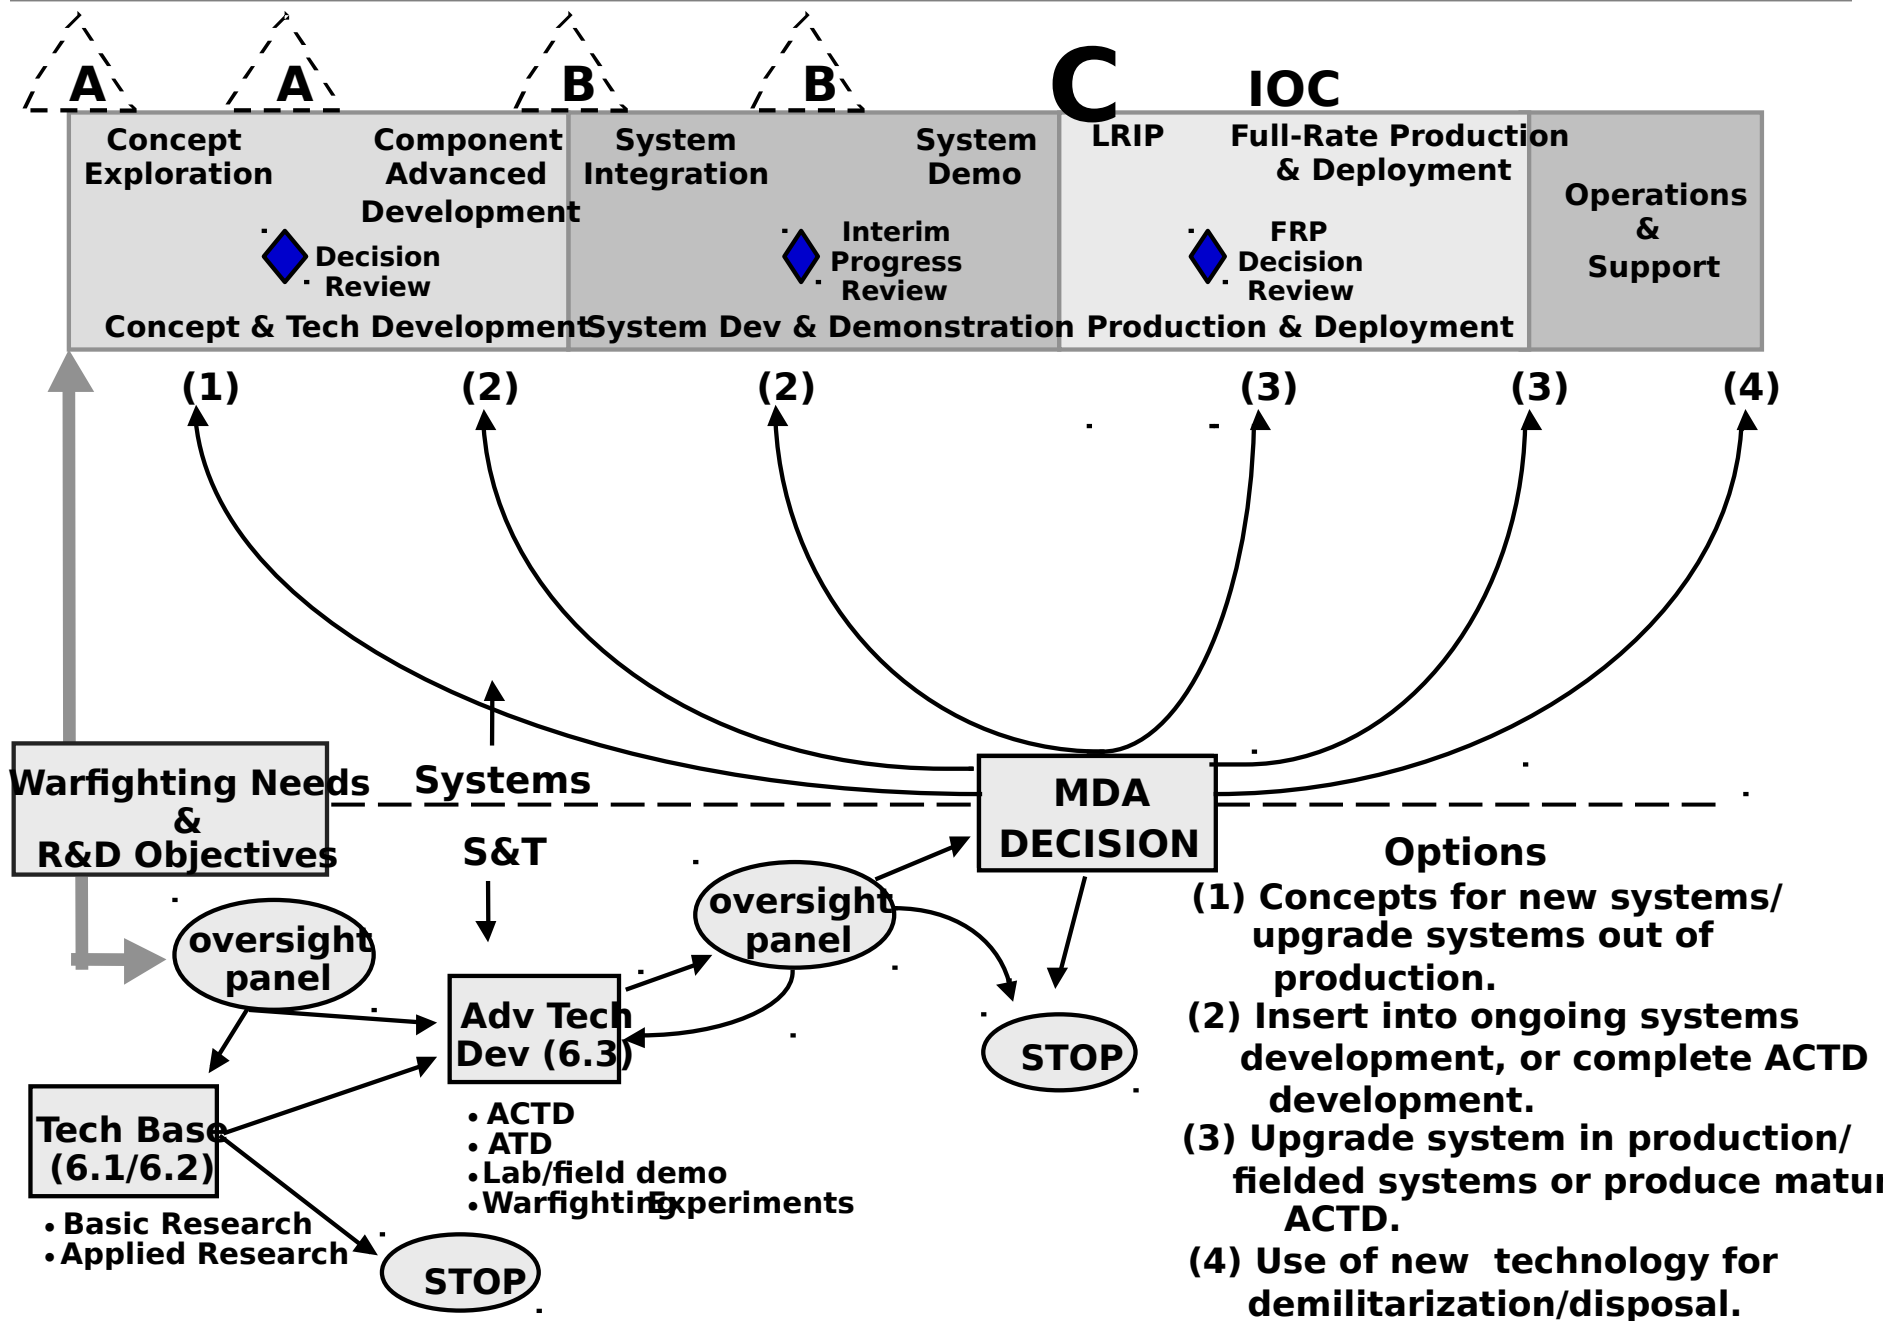 A A B B C IOC
Concept
Exploration
Component
Advanced
Development
Decision
Review
Concept & Tech Development
System
Integration
System
Demo
Interim
Progress
Review
System Dev & Demonstration
LRIP
Full-Rate Production
& Deployment
FRP
Decision
Review
Production & Deployment
Operations
&
Support
(1) (2) (2) (3) (3) (4)
Warfighting Needs
&
R&D Objectives
Systems
S&T
MDA
DECISION
oversight
panel
oversight
panel
Adv Tech
Dev (6.3)
• ACTD
• ATD
• Lab/field demo
• Warfighting Experiments
Tech Base
(6.1/6.2)
• Basic Research
• Applied Research
STOP
STOP
Options
(1) Concepts for new systems/
upgrade systems out of
production.
(2) Insert into ongoing systems
development, or complete ACTD
development.
(3) Upgrade system in production/
fielded systems or produce matur
ACTD.
(4) Use of new technology for
demilitarization/disposal.